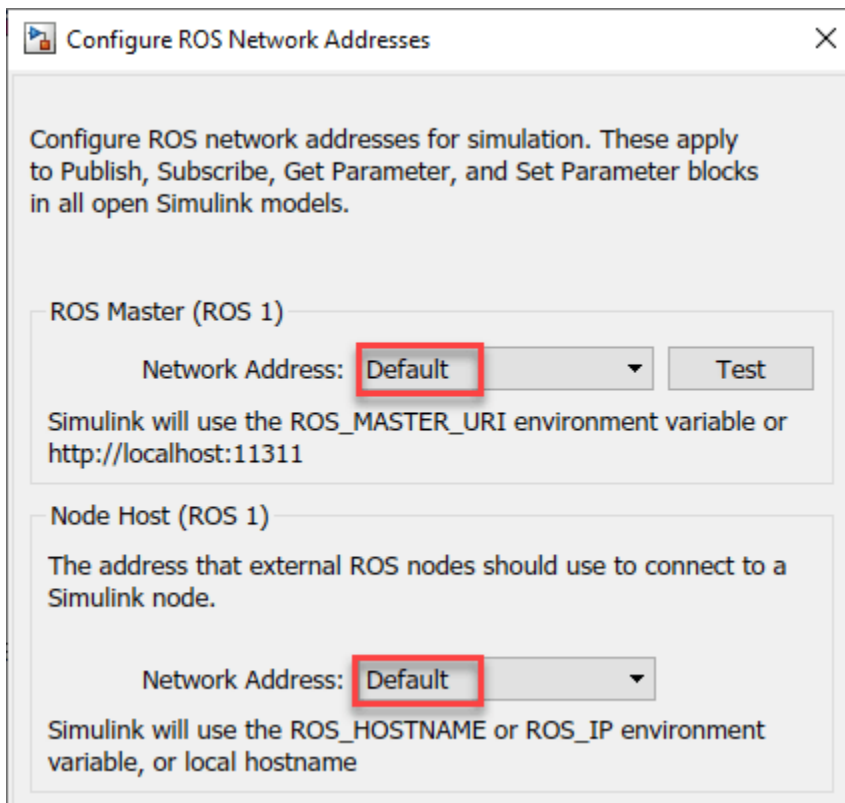 Configure ROS Network Addresses
Configure ROS network addresses for simulation. These apply
to Publish, Subscribe, Get Parameter, and Set Parameter blocks
in all open Simulink models.
ROS Master (ROS 1)
Network Address: Default Test
Simulink will use the ROS_MASTER_URI environment variable or
http://localhost:11311
Node Host (ROS 1)
The address that external ROS nodes should use to connect to a
Simulink node.
Network Address: Default
Simulink will use the ROS_HOSTNAME or ROS_IP environment
variable, or local hostname